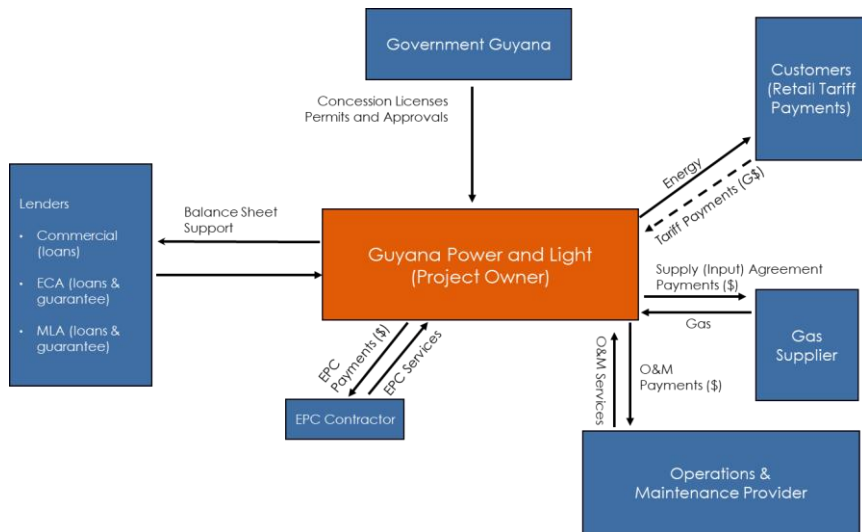 Government Guyana
Customers
(Retail Tariff
Payments)
Concession Licenses
Permits and Approvals
Energy
Tariff Payments (G$)
Lenders
• Commercial
(loans)
• ECA (loans &
guarantee)
• MLA (loans &
guarantee)
Balance Sheet
Support
Guyana Power and Light
(Project Owner)
Supply (Input) Agreement
Payments ($)
Gas
Gas
Supplier
EPC
Payments ($)
EPC Services
EPC Contractor
O&M Services
O&M
Payments ($)
Operations &
Maintenance Provider